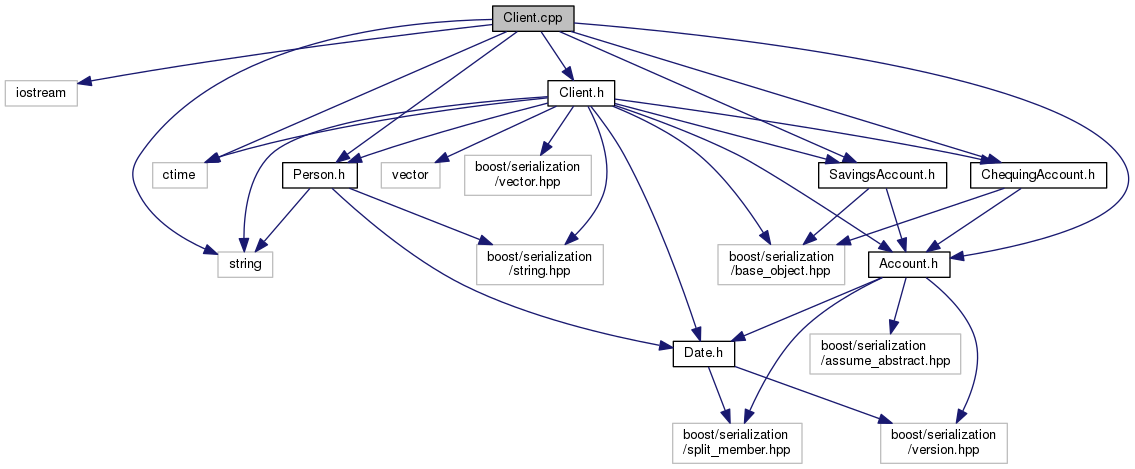 Client.cpp
iostream
Client.h
ctime
Person.h
vector
boost/serialization
/vector.hpp
SavingsAccount.h
ChequingAccount.h
string
boost/serialization
/string.hpp
boost/serialization
/base_object.hpp
Account.h
Date.h
boost/serialization
/assume_abstract.hpp
boost/serialization
/split_member.hpp
boost/serialization
/version.hpp